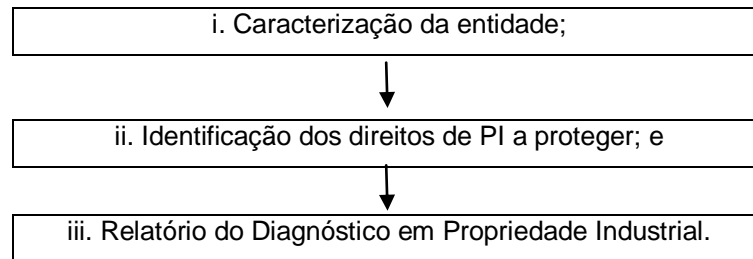 i. Caracterização da entidade;
ii. Identificação dos direitos de PI a proteger; e
iii. Relatório do Diagnóstico em Propriedade Industrial.